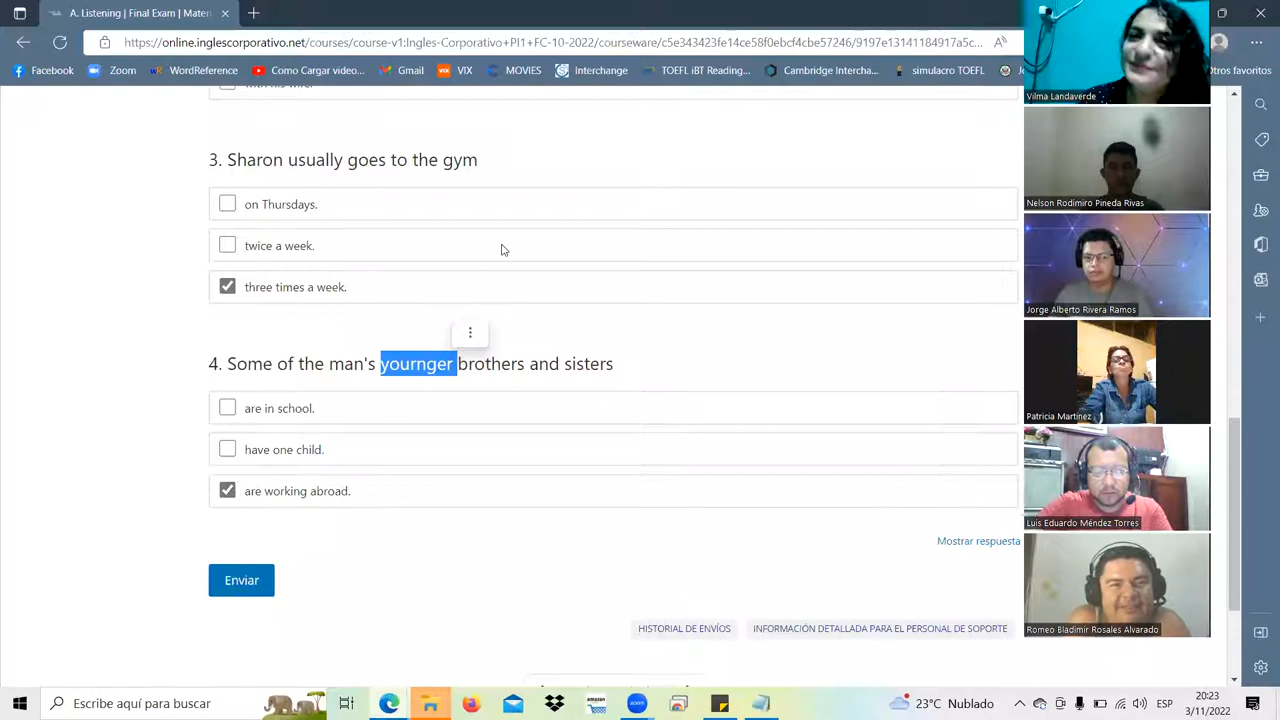 A. Listening | Final Exam | Mater
https://online.inglescorporativo.net/courses/course-v1:Ingles-Corporativo+PI1+FC-10-2022/courseware/c5e343423fe14ce58f0ebcf4cbe57246/9197e13141184917a5c...
Facebook
Zoom
WordReference
Como Cargar video...
Gmail
VIX
MOVIES
Interchange
TOEFL iBT Reading...
Cambridge Intercha...
simulacro TOEFL
Otros favoritos
3. Sharon usually goes to the gym
on Thursdays.
twice a week.
three times a week.
4. Some of the man's yournger brothers and sisters
are in school.
have one child.
are working abroad.
Mostrar respuesta
Enviar
HISTORIAL DE ENVÍOS
INFORMACIÓN DETALLADA PARA EL PERSONAL DE SOPORTE
Vilma Landaverde
Nelson Rodimiro Pineda Rivas
Jorge Alberto Rivera Ramos
Patricia Martínez
Luis Eduardo Méndez Torres
Romeo Bladimir Rosales Alvarado
Escribe aquí para buscar
23°C Nublado
ESP
20:23
3/11/2022